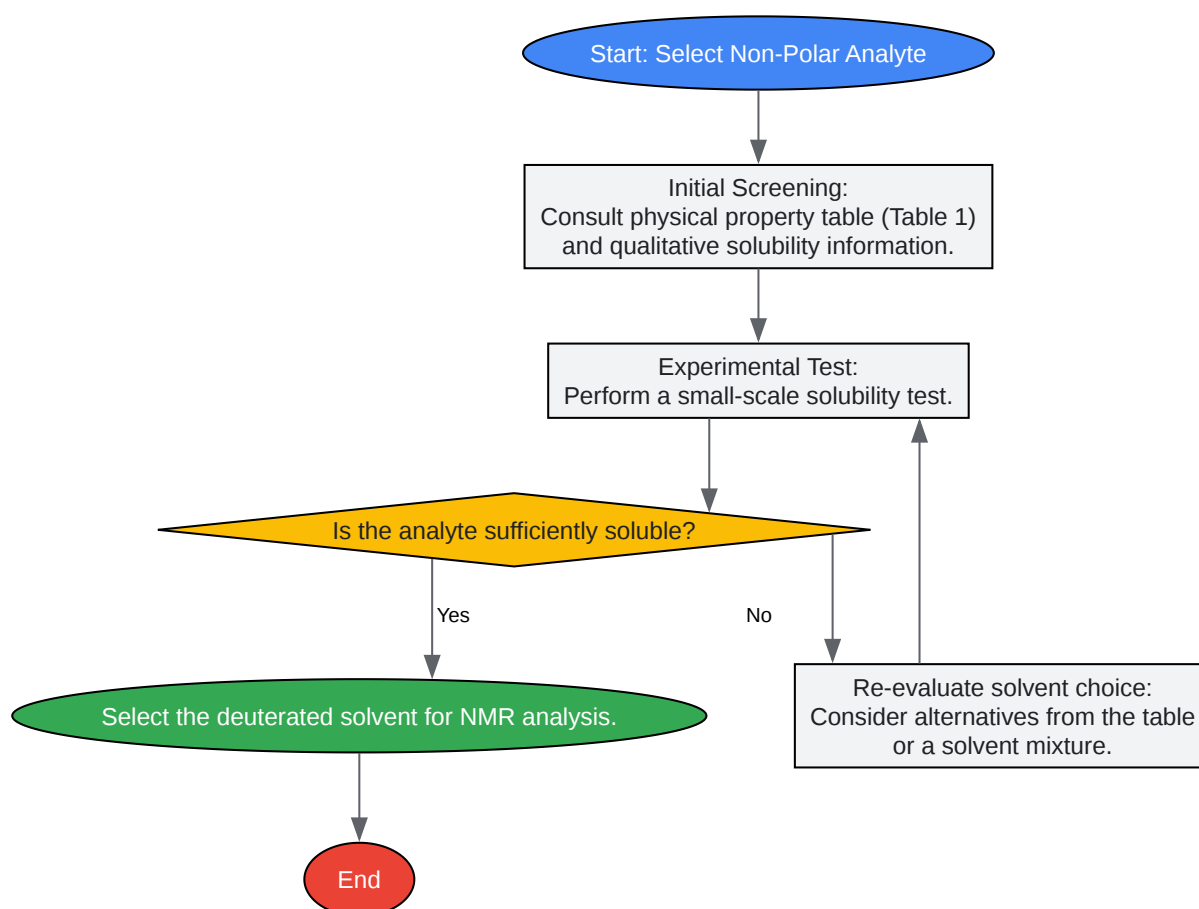 Start: Select Non-Polar Analyte
Initial Screening:
Consult physical property table (Table 1)
and qualitative solubility information.
Experimental Test:
Perform a small-scale solubility test.
Is the analyte sufficiently soluble?
Yes
No
Re-evaluate solvent choice:
Consider alternatives from the table
or a solvent mixture.
Select the deuterated solvent for NMR analysis.
End